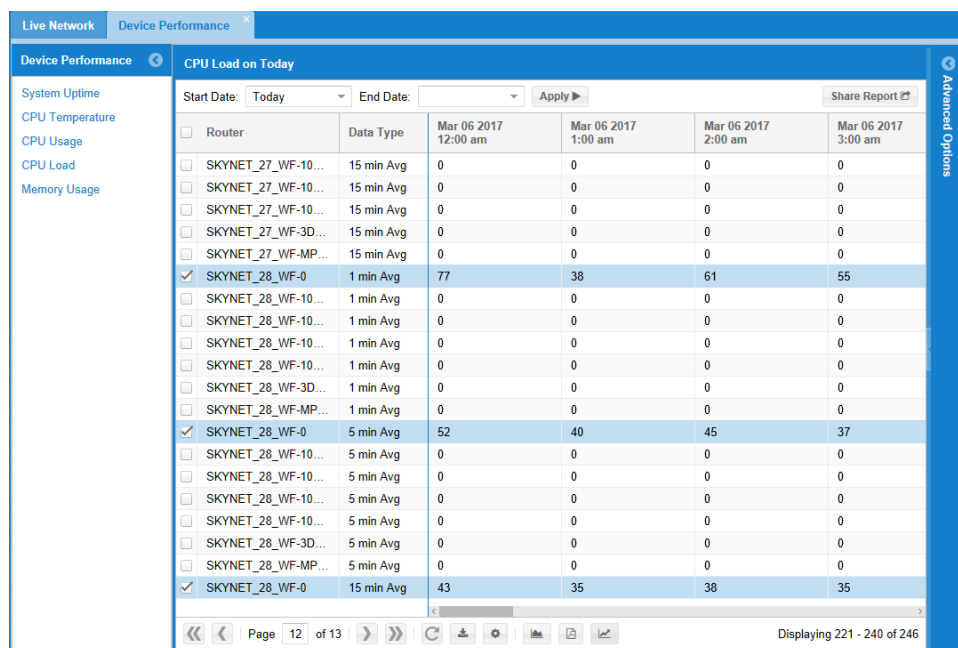 Live Network Device Performance
Device Performance
System Uptime
CPU Temperature
CPU Usage
CPU Load
Memory Usage
CPU Load on Today
Start Date: Today End Date: Apply Share Report
Router Data Type Mar 06 2017 12:00 am Mar 06 2017 1:00 am Mar 06 2017 2:00 am Mar 06 2017 3:00 am
SKYNET_27_WF-10... 15 min Avg 0 0 0 0
SKYNET_27_WF-10... 15 min Avg 0 0 0 0
SKYNET_27_WF-10... 15 min Avg 0 0 0 0
SKYNET_27_WF-3D... 15 min Avg 0 0 0 0
SKYNET_27_WF-MP... 15 min Avg 0 0 0 0
SKYNET_28_WF-0 1 min Avg 77 38 61 55
SKYNET_28_WF-10... 1 min Avg 0 0 0 0
SKYNET_28_WF-10... 1 min Avg 0 0 0 0
SKYNET_28_WF-10... 1 min Avg 0 0 0 0
SKYNET_28_WF-10... 1 min Avg 0 0 0 0
SKYNET_28_WF-3D... 1 min Avg 0 0 0 0
SKYNET_28_WF-MP... 1 min Avg 0 0 0 0
SKYNET_28_WF-0 5 min Avg 52 40 45 37
SKYNET_28_WF-10... 5 min Avg 0 0 0 0
SKYNET_28_WF-10... 5 min Avg 0 0 0 0
SKYNET_28_WF-10... 5 min Avg 0 0 0 0
SKYNET_28_WF-10... 5 min Avg 0 0 0 0
SKYNET_28_WF-3D... 5 min Avg 0 0 0 0
SKYNET_28_WF-MP... 5 min Avg 0 0 0 0
SKYNET_28_WF-0 15 min Avg 43 35 38 35
Page 12 of 13 Displaying 221 - 240 of 246
Advanced Options